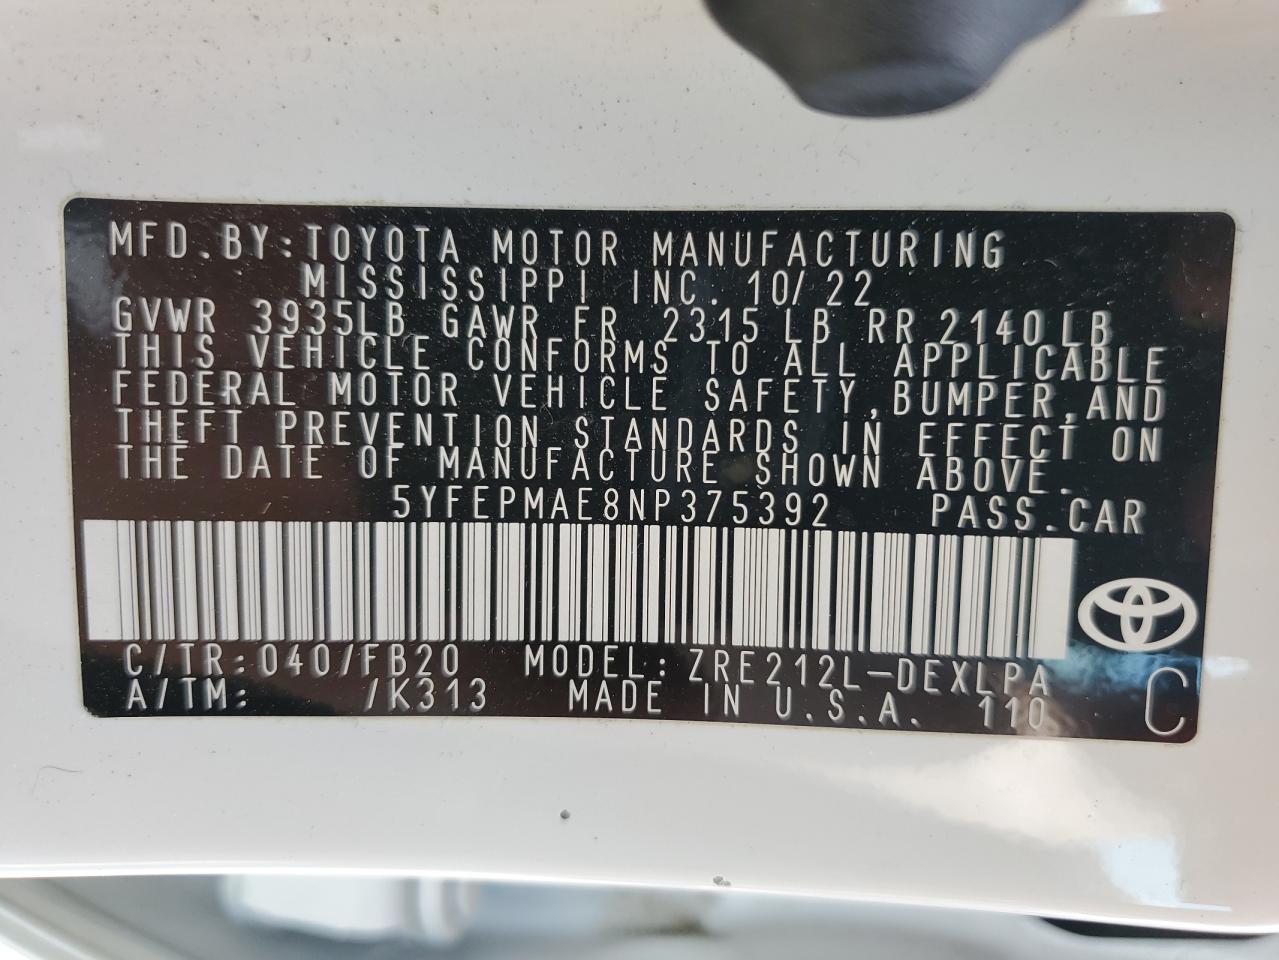 MFD.BY:TOYOTA MOTOR MANUFACTURING
MISSISSIPPI INC. 10/22
GVWR 3935LB GAWR FR 2315 LB RR 2140LB
THIS VEHICLE CONFORMS TO ALL APPLICABLE
FEDERAL MOTOR VEHICLE SAFETY,BUMPER,AND
THEFT PREVENTION STANDARDS IN EFFECT ON
THE DATE OF MANUFACTURE SHOWN ABOVE.
5YFEPMAE8NP375392 PASS.CAR
C/TR:040/FB20 MODEL:ZRE212L-DEXLPA
A/TM: /K313 MADE IN U.S.A. 110 C